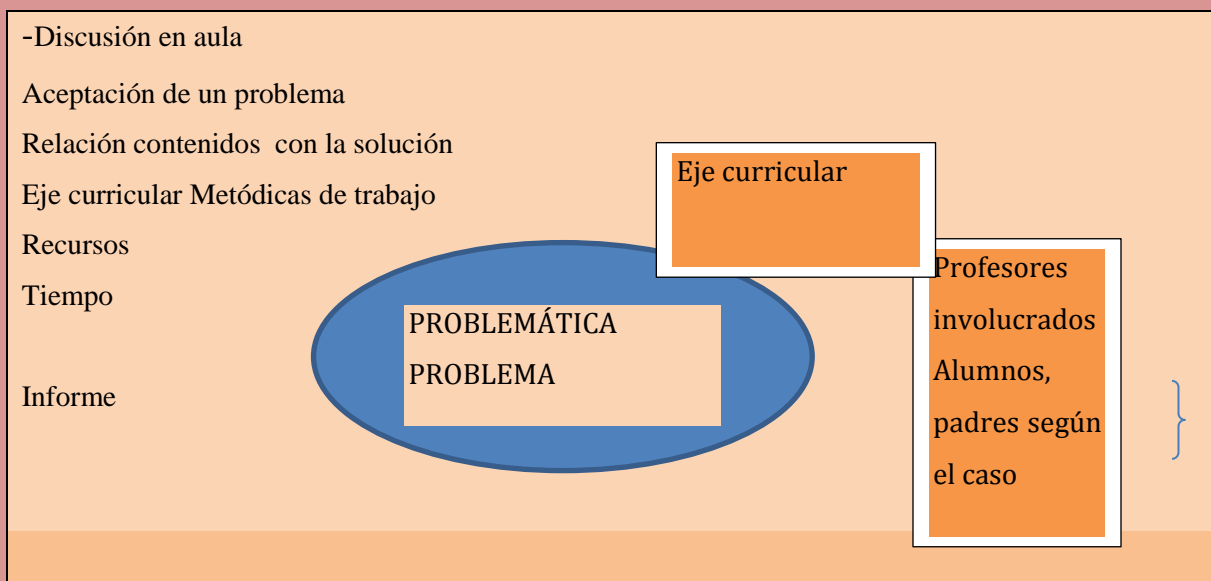 -Discusión en aula
Aceptación de un problema
Relación contenidos con la solución
Eje curricular Metódicas de trabajo
Recursos
Tiempo
Informe
PROBLEMÁTICA
PROBLEMA
Eje curricular
Profesores
involucrados
Alumnos,
padres según
el caso